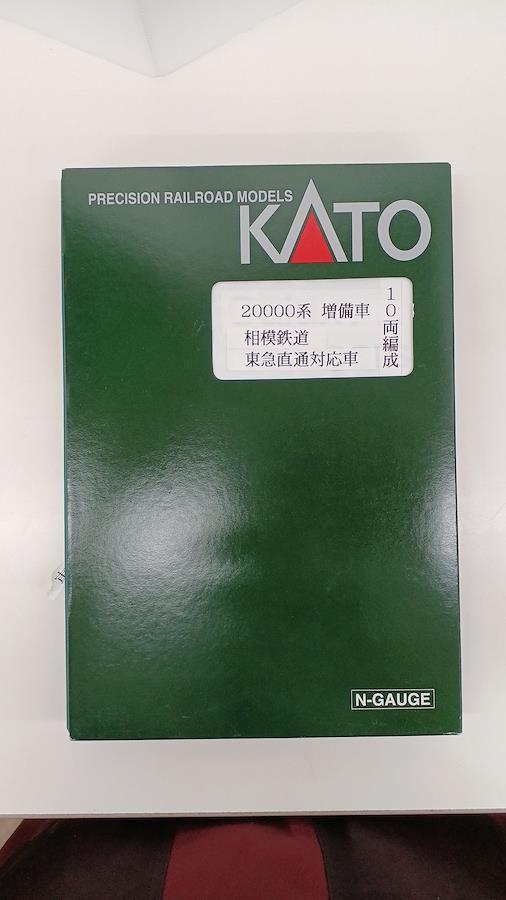 PRECISION RAILROAD MODELS
KATO
20000系 増備車
相模鉄道
東急直通対応車
10両編成
N-GAUGE